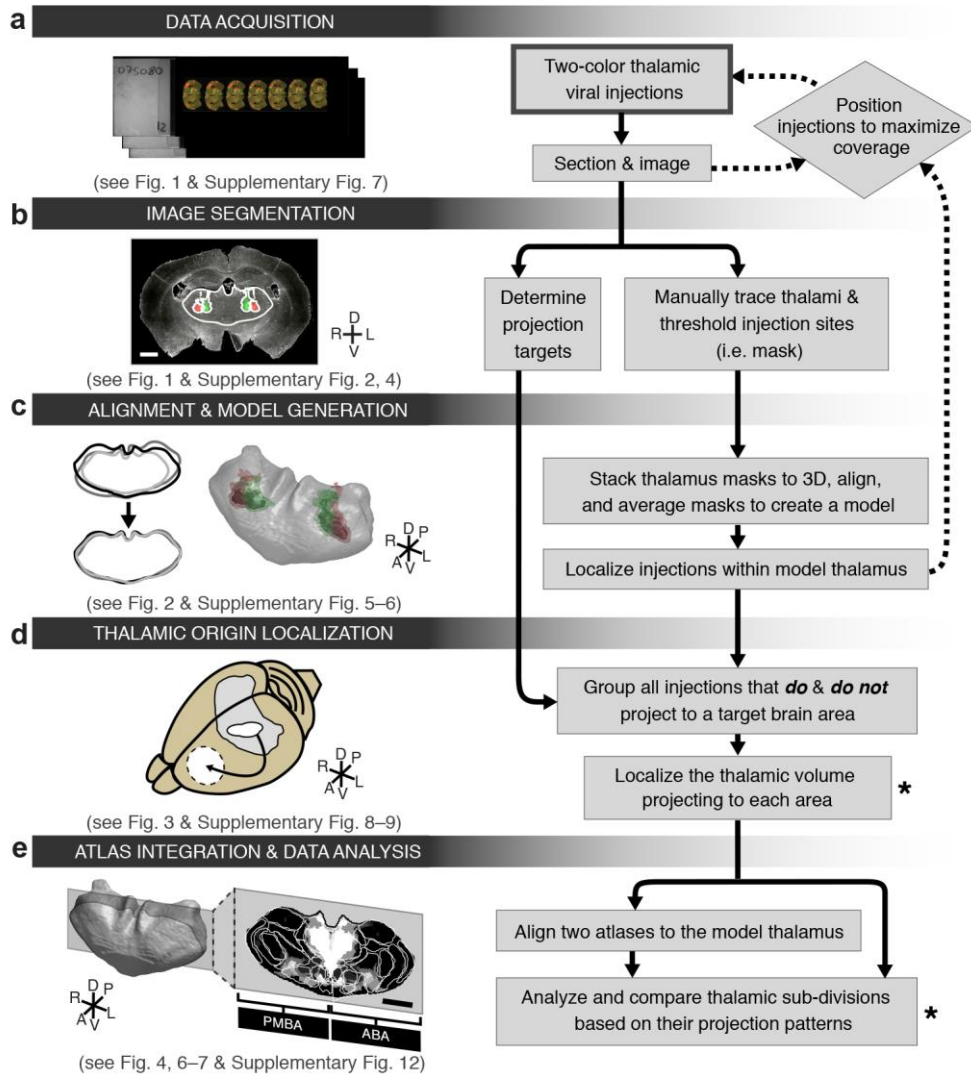 a
DATA ACQUISITION
075080
12
(see Fig. 1 & Supplementary Fig. 7)
Two-color thalamic
viral injections
Position
injections to maximize
coverage
Section & image
b
IMAGE SEGMENTATION
D
R L
V
(see Fig. 1 & Supplementary Fig. 2, 4)
Determine
projection
targets
Manually trace thalami &
threshold injection sites
(i.e. mask)
c
ALIGNMENT & MODEL GENERATION
D
R P
A L
V
(see Fig. 2 & Supplementary Fig. 5–6)
Stack thalamus masks to 3D, align,
and average masks to create a model
Localize injections within model thalamus
d
THALAMIC ORIGIN LOCALIZATION
D
R P
A L
V
(see Fig. 3 & Supplementary Fig. 8–9)
Group all injections that do & do not
project to a target brain area
Localize the thalamic volume
projecting to each area
*
e
ATLAS INTEGRATION & DATA ANALYSIS
D
R P
A L
V
PMBA
ABA
(see Fig. 4, 6–7 & Supplementary Fig. 12)
Align two atlases to the model thalamus
Analyze and compare thalamic sub-divisions
based on their projection patterns
*